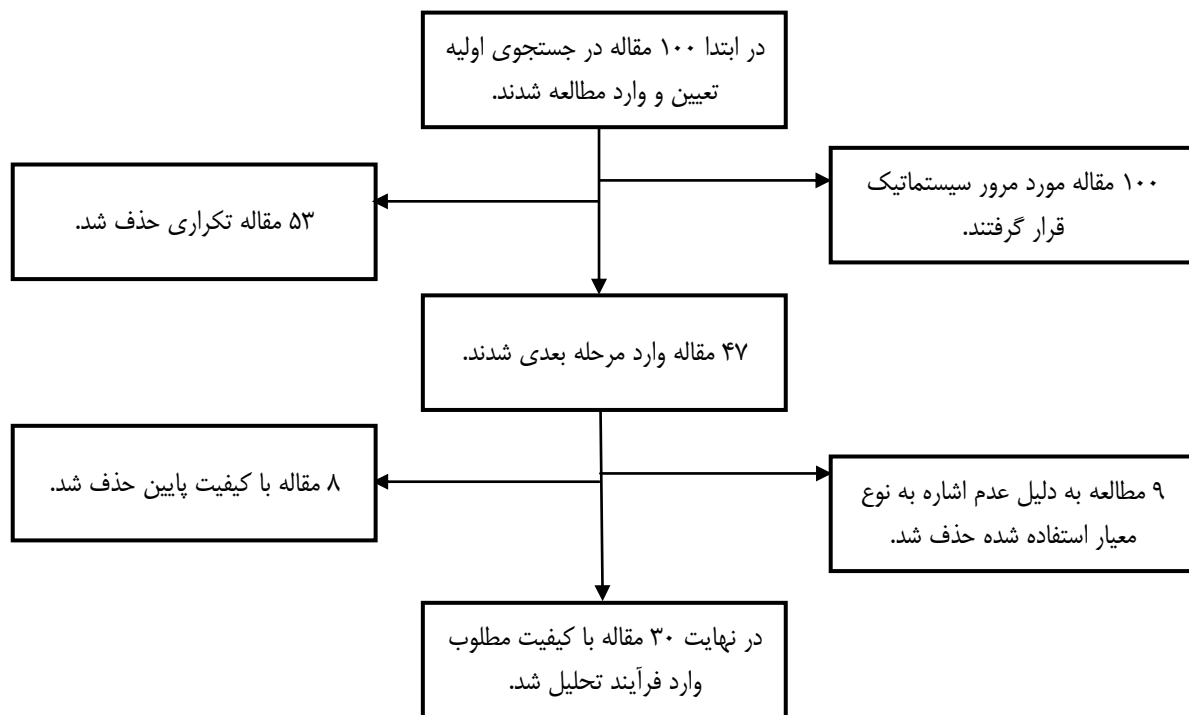 در ابتدا ۱۰۰ مقاله در جستجوی اولیه
تعیین و وارد مطالعه شدند.
۱۰۰ مقاله مورد مرور سیستماتیک
قرار گرفتند.
۵۳ مقاله تکراری حذف شد.
۴۷ مقاله وارد مرحله بعدی شدند.
۹ مطالعه به دلیل عدم اشاره به نوع
معیار استفاده شده حذف شد.
۸ مقاله با کیفیت پایین حذف شد.
در نهایت ۳۰ مقاله با کیفیت مطلوب
وارد فرآیند تحلیل شد.